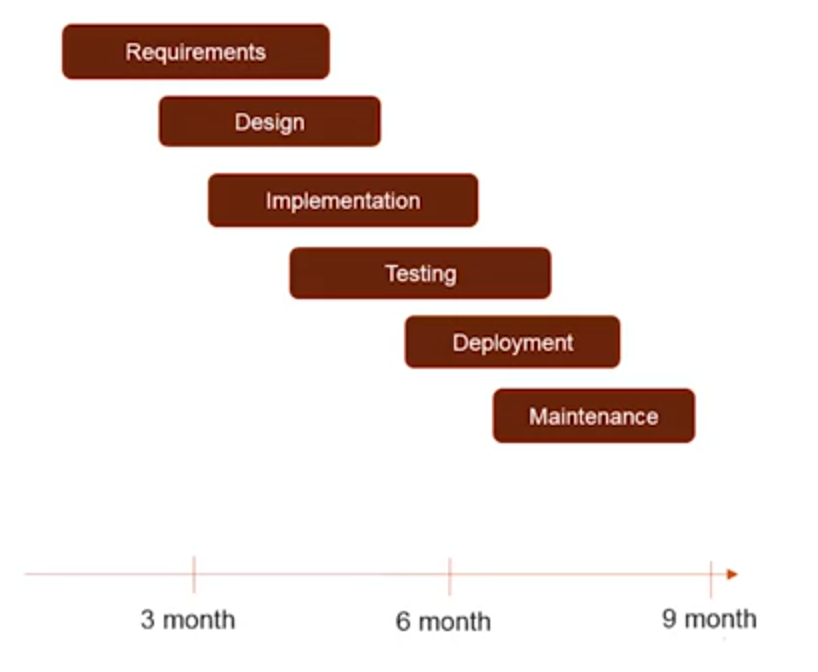 Requirements
Design
Implementation
Testing
Deployment
Maintenance
3 month
6 month
9 month